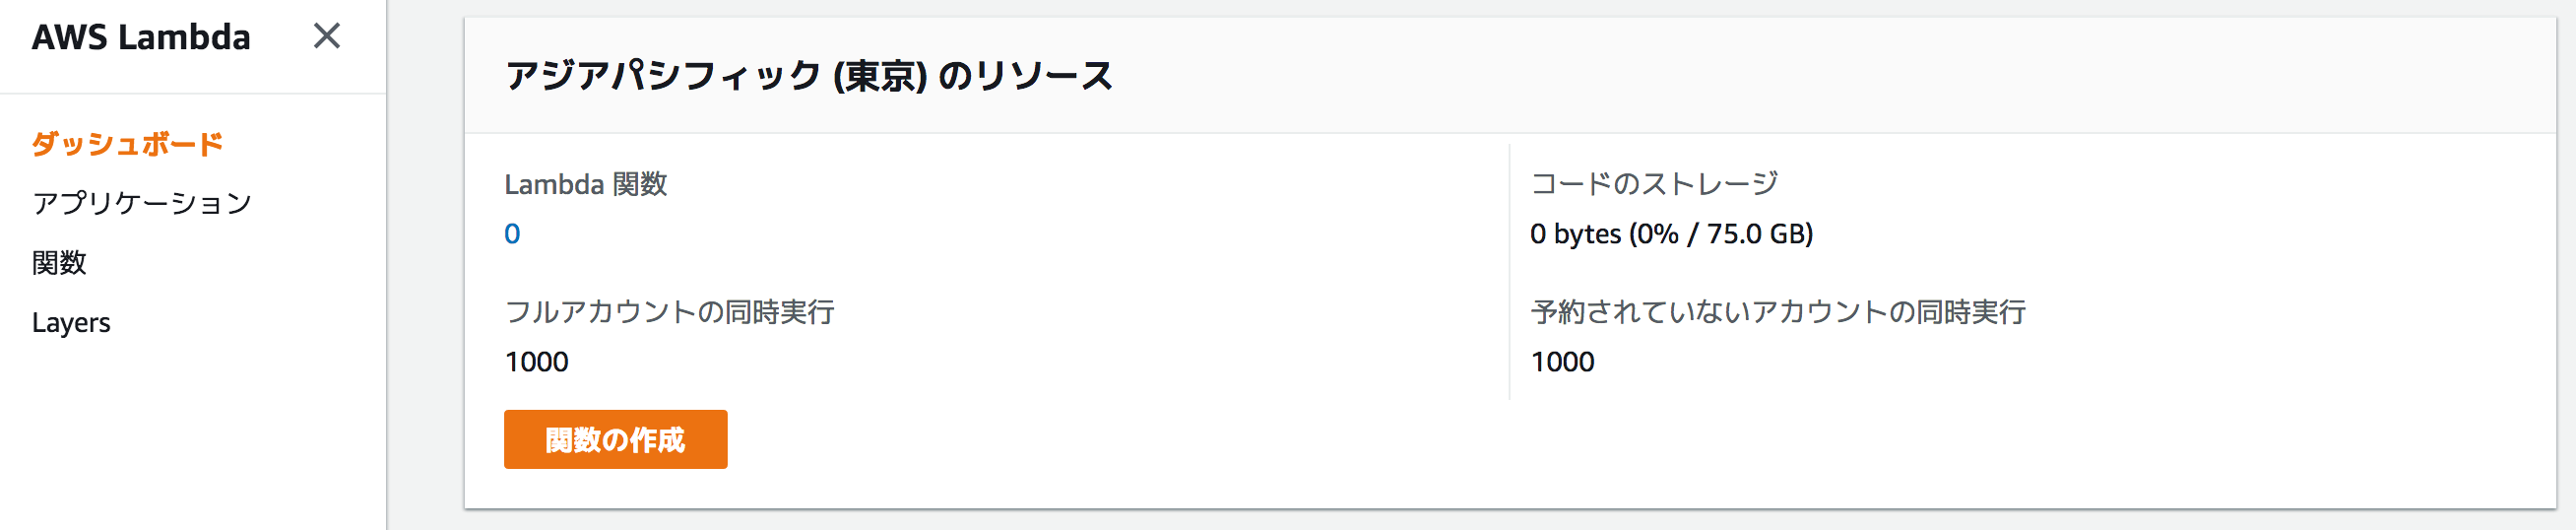 AWS Lambda
ダッシュボード
アプリケーション
関数
Layers
アジアパシフィック (東京) のリソース
Lambda 関数
0
コードのストレージ
0 bytes (0% / 75.0 GB)
フルアカウントの同時実行
1000
予約されていないアカウントの同時実行
1000
関数の作成